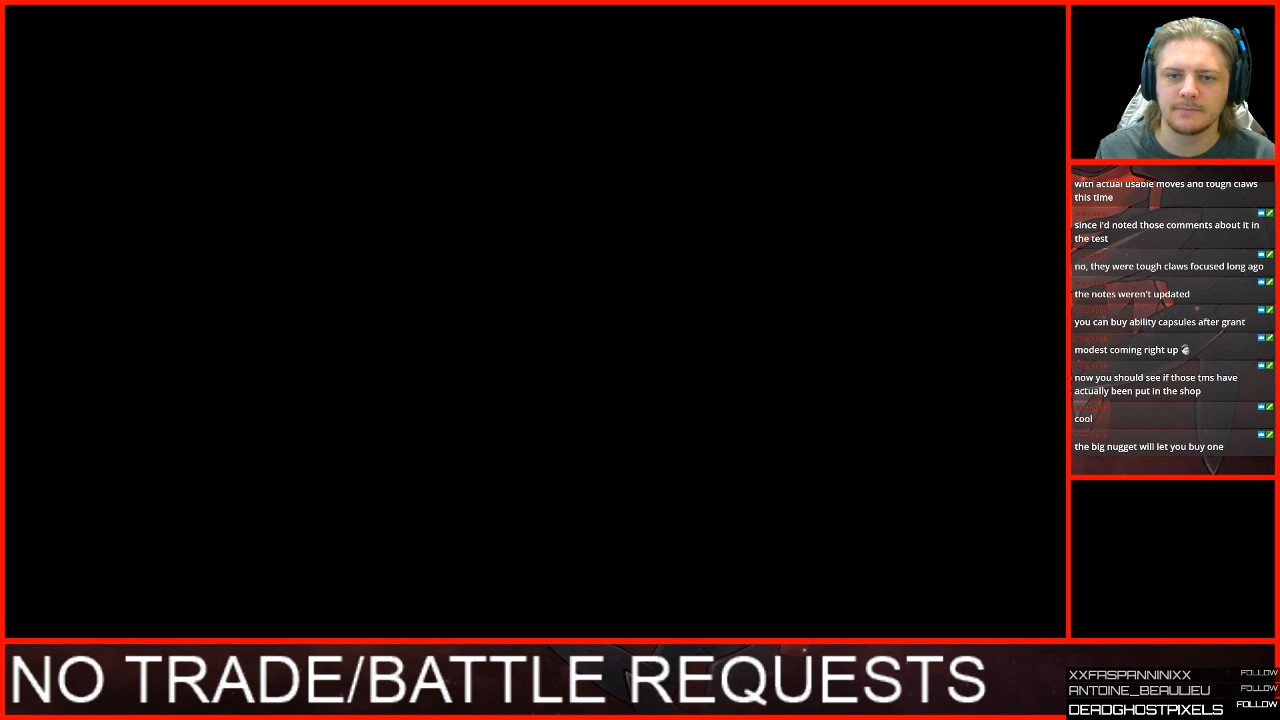 with actual usable moves and tough claws
this time
since i'd noted those comments about it in
the test
no, they were tough claws focused long ago
the notes weren't updated
you can buy ability capsules after grant
modest coming right up
now you should see if those tms have
actually been put in the shop
cool
the big nugget will let you buy one
NO TRADE/BATTLE REQUESTS
XXFASPANNINIXX FOLLOW
ANTOINE_BEAULIEU FOLLOW
DEADGHOSTPIXELS FOLLOW